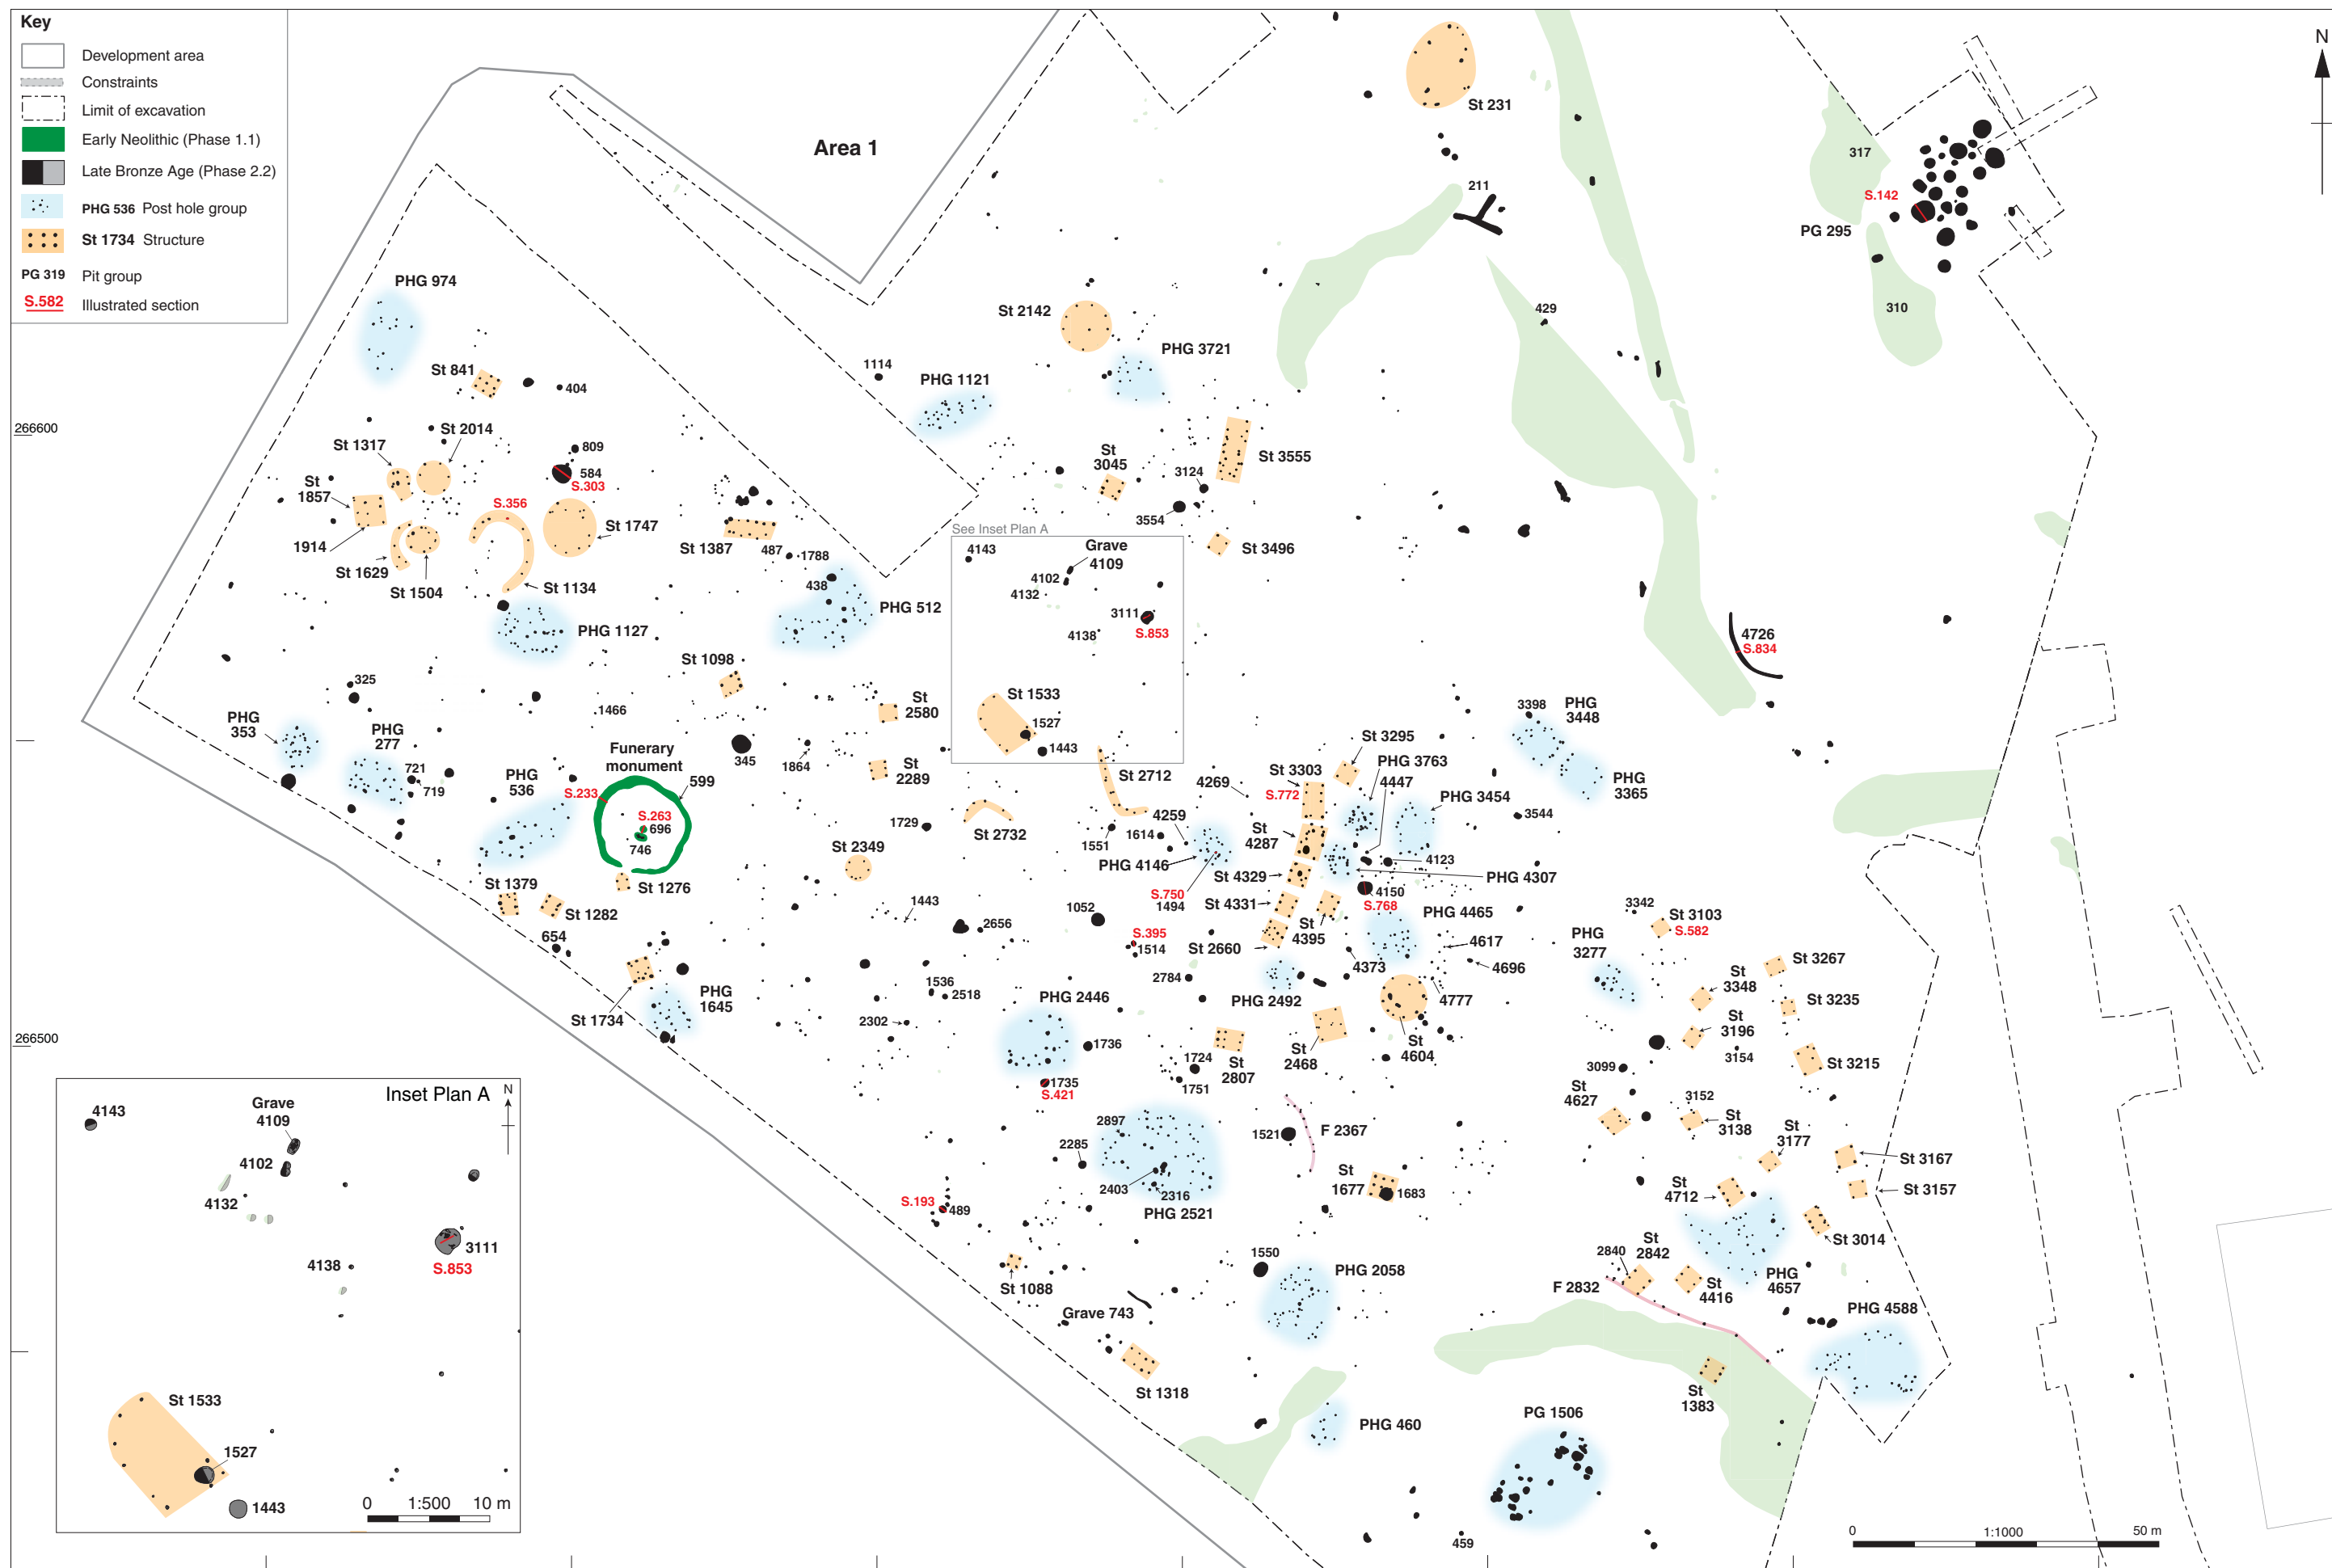 Key
Development area
Constraints
Limit of excavation
Early Neolithic (Phase 1.1)
Late Bronze Age (Phase 2.2)
PHG 536 Post hole group
St 1734 Structure
PG 319 Pit group
S.582 Illustrated section
Area 1
N
St 231
211
317
S.142
PG 295
310
429
PHG 974
St 841
404
St 2142
PHG 3721
1114
PHG 1121
266600
St 2014
St 1317
809
584
S.303
St
1857
S.356
St 1747
1914
St 1629
St 1504
St 1134
St 1387
487
1788
438
PHG 512
PHG 1127
St
3045
3124
St 3555
3554
St 3496
See Inset Plan A
4143
Grave
4109
4102
4132
3111
S.853
4138
St 1533
1527
1443
4726
S.834
St 1098
325
1466
PHG
353
PHG
277
721
719
PHG
536
Funerary
monument
599
S.233
S.263
696
746
345
1864
St
2580
St
2289
St 2712
St 2732
1729
St 2349
1551
1614
4259
4269
PHG 4146
S.750
1494
St 3295
St 3303
S.772
PHG 3763
4447
PHG 3454
St
4287
St 4329
St 4331
St
4395
St 2660
4123
PHG 4307
4150
S.768
PHG 4465
4617
4696
4373
4777
3398
PHG
3448
PHG
3365
3544
St 1276
St 1379
St 1282
654
St 1734
PHG
1645
1443
2656
1052
S.395
1514
2784
1536
2518
2302
PHG 2446
1736
1735
S.421
PHG 2492
St
2807
St
2468
St
4604
1724
1751
3342
St 3103
S.582
PHG
3277
St 3267
St
3348
St 3235
St
3196
3154
St 3215
3099
St
4627
3152
St
3138
St
3177
St 3167
St 3157
St
4712
St 3014
266500
2897
2285
2403
2316
PHG 2521
1521
F 2367
St
1677
1683
S.193
489
St 1088
Grave 743
St 1318
1550
PHG 2058
2840
St
2842
F 2832
St
4416
PHG
4657
PHG 4588
St
1383
PHG 460
PG 1506
459
0 1:1000 50 m
Inset Plan A
N
4143
Grave
4109
4102
4132
3111
S.853
4138
St 1533
1527
1443
0 1:500 10 m